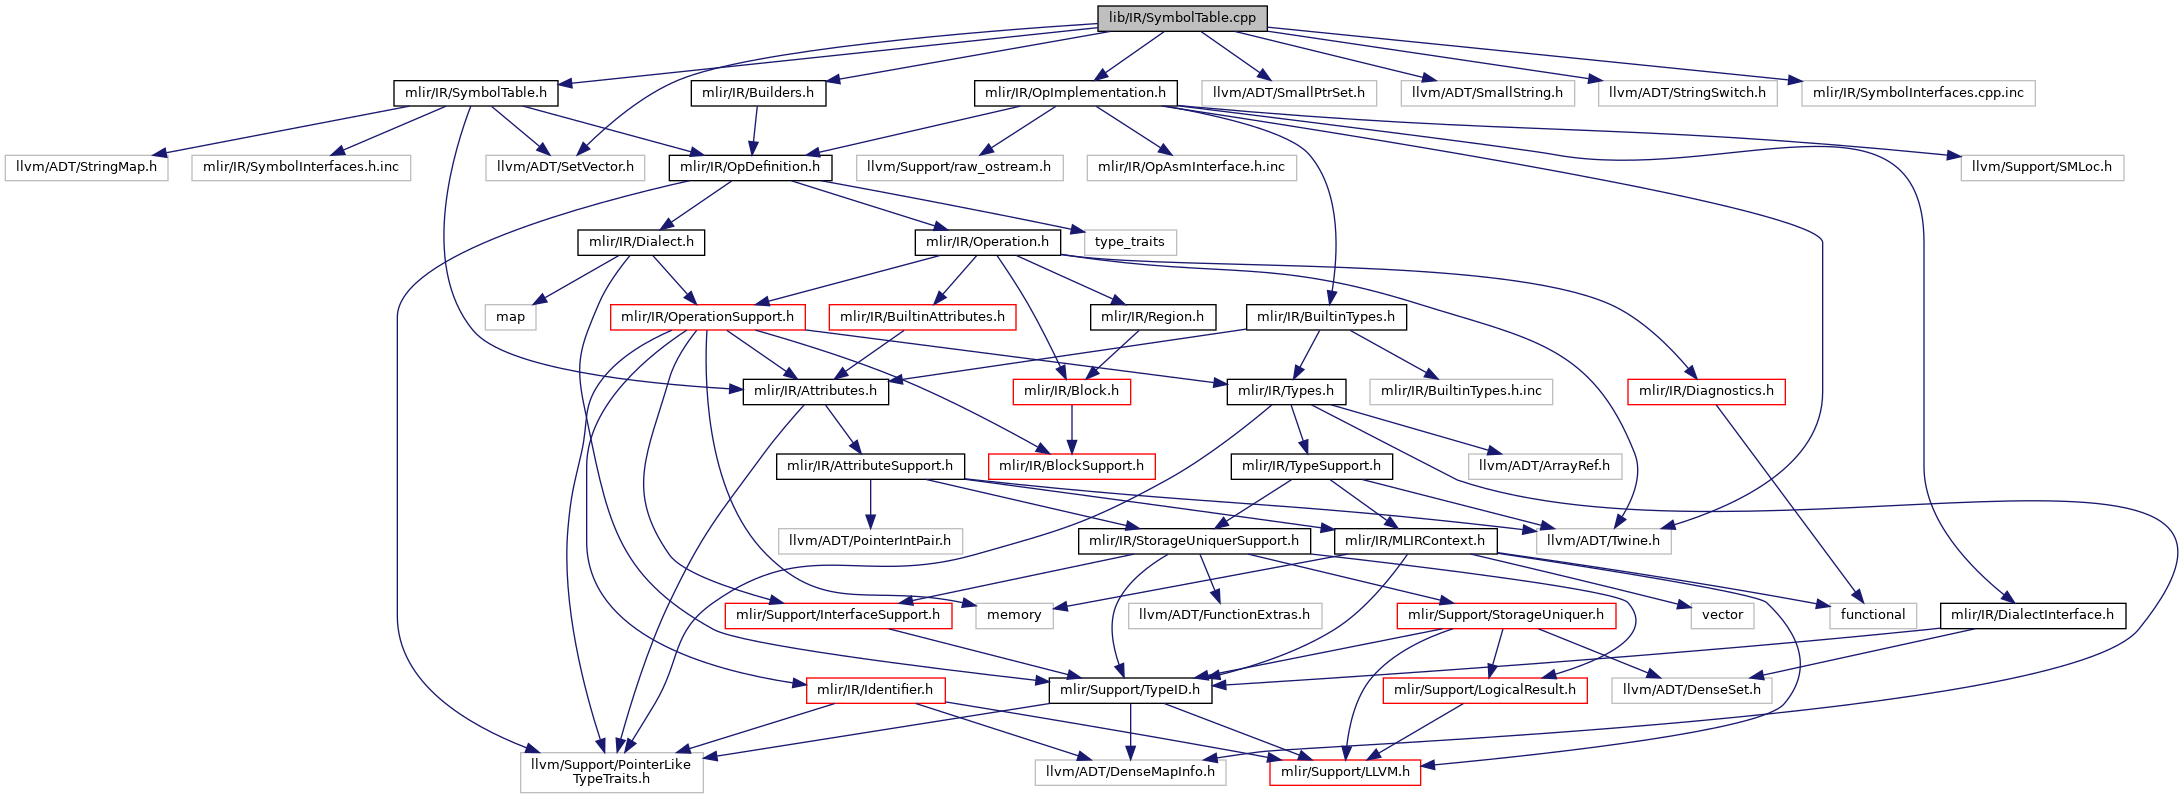 lib/IR/SymbolTable.cpp
mlir/IR/SymbolTable.h
mlir/IR/Builders.h
mlir/IR/OpImplementation.h
llvm/ADT/SmallPtrSet.h
llvm/ADT/SmallString.h
llvm/ADT/StringSwitch.h
mlir/IR/SymbolInterfaces.cpp.inc
llvm/ADT/StringMap.h
mlir/IR/SymbolInterfaces.h.inc
llvm/ADT/SetVector.h
mlir/IR/OpDefinition.h
llvm/Support/raw_ostream.h
mlir/IR/OpAsmInterface.h.inc
llvm/Support/SMLoc.h
mlir/IR/Dialect.h
mlir/IR/Operation.h
type_traits
map
mlir/IR/OperationSupport.h
mlir/IR/BuiltinAttributes.h
mlir/IR/Region.h
mlir/IR/BuiltinTypes.h
mlir/IR/Attributes.h
mlir/IR/Block.h
mlir/IR/Types.h
mlir/IR/BuiltinTypes.h.inc
mlir/IR/Diagnostics.h
mlir/IR/AttributeSupport.h
mlir/IR/BlockSupport.h
mlir/IR/TypeSupport.h
llvm/ADT/ArrayRef.h
llvm/ADT/PointerIntPair.h
mlir/IR/StorageUniquerSupport.h
mlir/IR/MLIRContext.h
llvm/ADT/Twine.h
mlir/Support/InterfaceSupport.h
memory
llvm/ADT/FunctionExtras.h
mlir/Support/StorageUniquer.h
vector
functional
mlir/IR/DialectInterface.h
mlir/IR/Identifier.h
mlir/Support/TypeID.h
mlir/Support/LogicalResult.h
llvm/ADT/DenseSet.h
llvm/Support/PointerLike
TypeTraits.h
llvm/ADT/DenseMapInfo.h
mlir/Support/LLVM.h